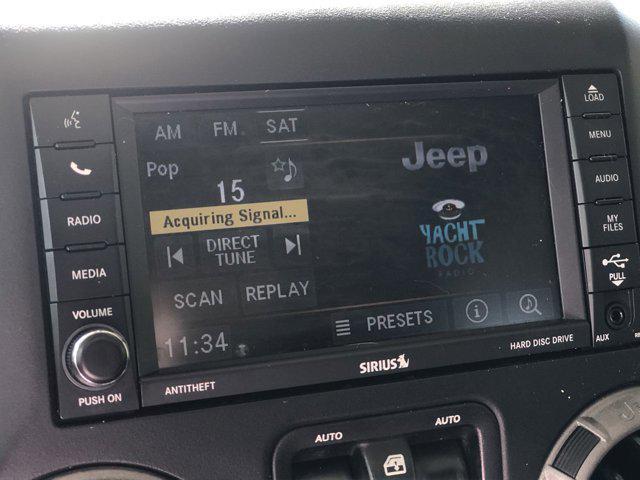 LOAD
MENU
AUDIO
MY
FILES
PULL
AUX
RADIO
MEDIA
VOLUME
PUSH ON
AM FM SAT
Pop
15
Acquiring Signal...
DIRECT
TUNE
SCAN REPLAY
11:34
PRESETS
Jeep
YACHT
ROCK
RADIO
ANTITHEFT
SIRIUS
HARD DISC DRIVE
AUTO
AUTO